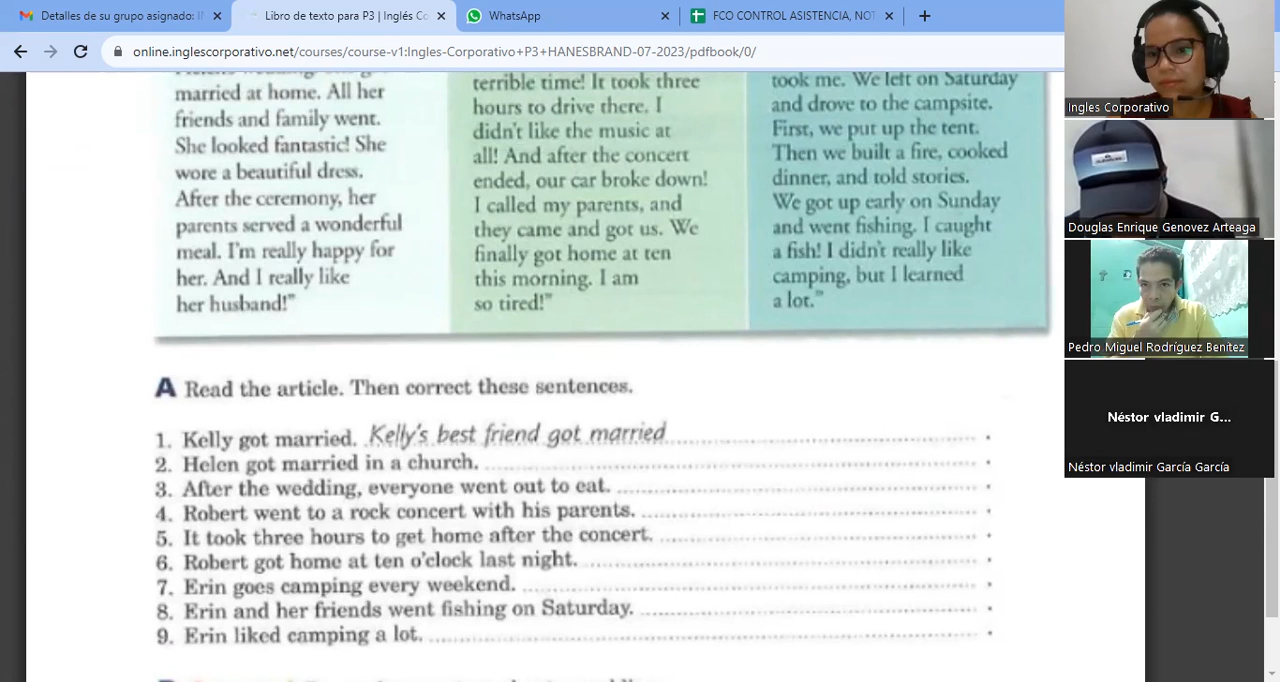 Detalles de su grupo asignado: I
Libro de texto para P3 | Inglés Co
WhatsApp
FCO CONTROL ASISTENCIA, NOT
online.inglescorporativo.net/courses/course-v1:Ingles-Corporativo+P3+HANESBRAND-07-2023/pdfbook/0/
married at home. All her
friends and family went.
She looked fantastic! She
wore a beautiful dress.
After the ceremony, her
parents served a wonderful
meal. I'm really happy for
her. And I really like
her husband!"
terrible time! It took three
hours to drive there. I
didn't like the music at
all! And after the concert
ended, our car broke down!
I called my parents, and
they came and got us. We
finally got home at ten
this morning. I am
so tired!"
took me. We left on Saturday
and drove to the campsite.
First, we put up the tent.
Then we built a fire, cooked
dinner, and told stories.
We got up early on Sunday
and went fishing. I caught
a fish! I didn't really like
camping, but I learned
a lot."
A Read the article. Then correct these sentences.
1. Kelly got married. Kelly's best friend got married.
2. Helen got married in a church.
3. After the wedding, everyone went out to eat.
4. Robert went to a rock concert with his parents.
5. It took three hours to get home after the concert.
6. Robert got home at ten o'clock last night.
7. Erin goes camping every weekend.
8. Erin and her friends went fishing on Saturday.
9. Erin liked camping a lot.
Ingles Corporativo
Douglas Enrique Genovez Arteaga
Pedro Miguel Rodríguez Benítez
Néstor vladimir G...
Néstor vladimir García García